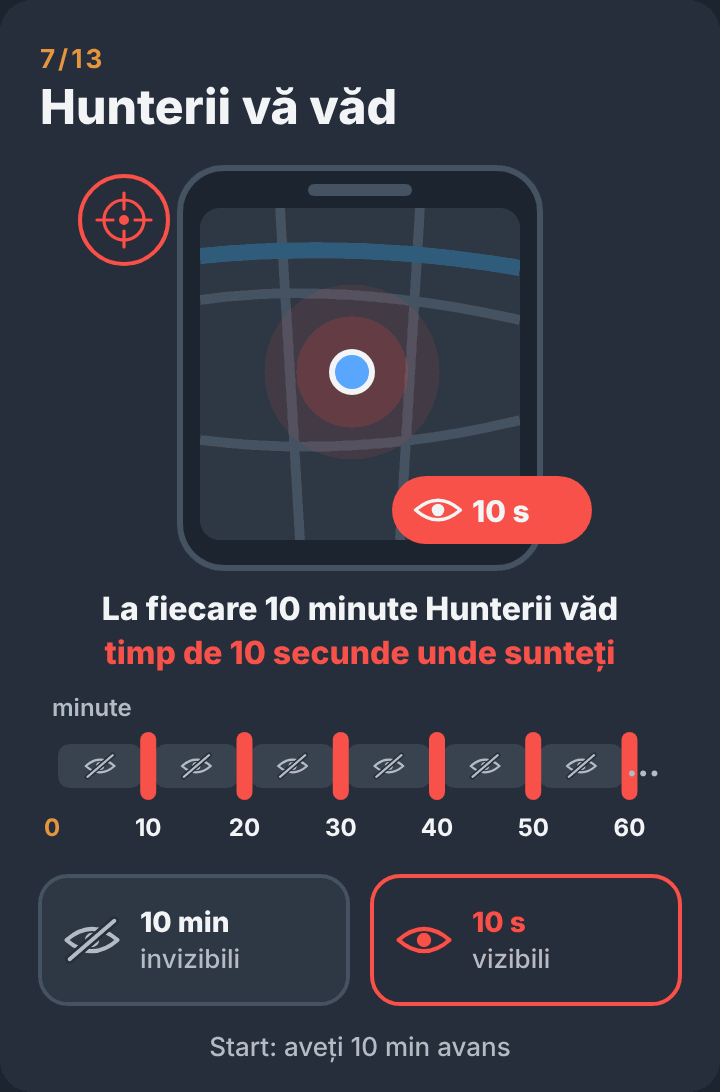 7/13
Hunterii vă văd
10 s
La fiecare 10 minute Hunterii văd
timp de 10 secunde unde sunteți
minute
...
0 10 20 30 40 50 60
10 min
invizibili
10 s
vizibili
Start: aveți 10 min avans